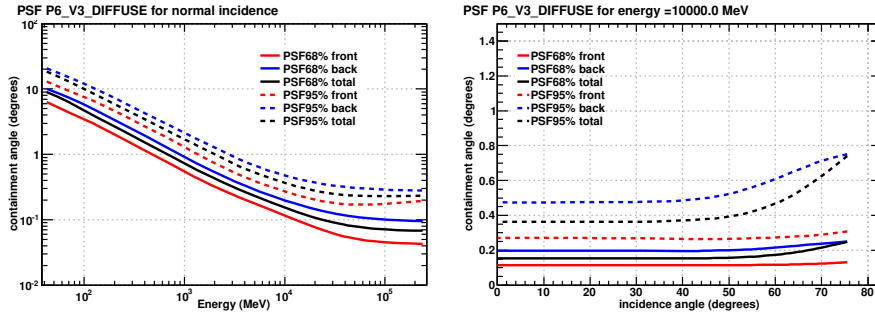 PSF P6_V3_DIFFUSE for normal incidence
containment angle (degrees)
10²
10
1
10⁻¹
10⁻²
PSF68% front
PSF68% back
PSF68% total
PSF95% front
PSF95% back
PSF95% total
10² 10³ 10⁴ 10⁵
Energy (MeV)
PSF P6_V3_DIFFUSE for energy =10000.0 MeV
containment angle (degrees)
1.4
1.2
1
0.8
0.6
0.4
0.2
0
PSF68% front
PSF68% back
PSF68% total
PSF95% front
PSF95% back
PSF95% total
0 10 20 30 40 50 60 70 80
incidence angle (degrees)